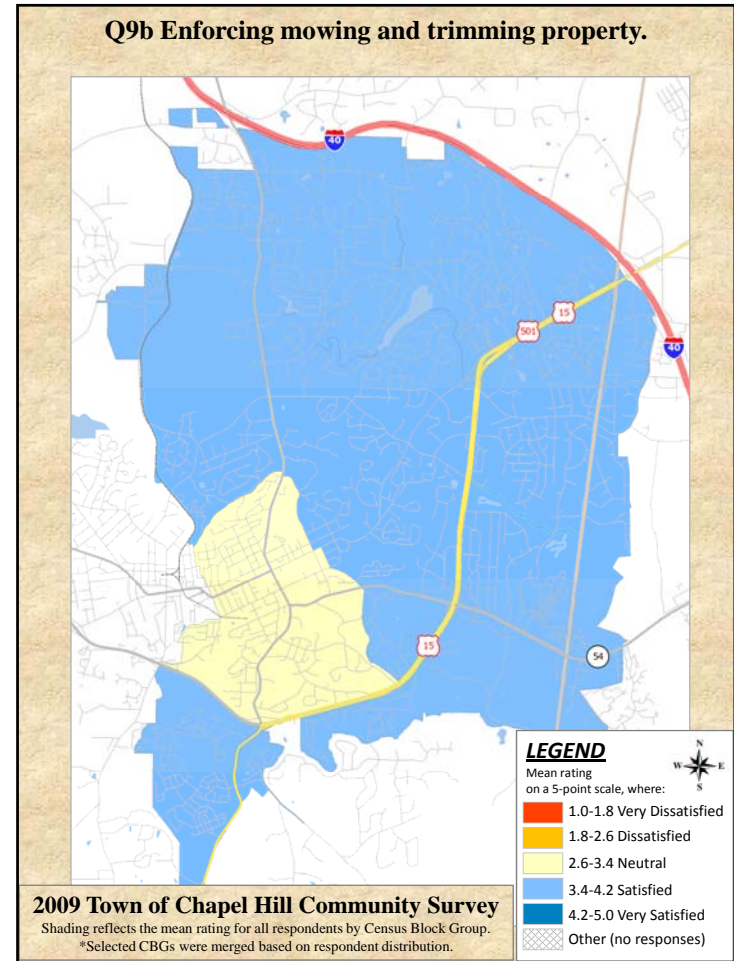 Q9b Enforcing mowing and trimming property.
40
15
501
40
15
54
LEGEND
N
W E
S
Mean rating
on a 5-point scale, where:
1.0-1.8 Very Dissatisfied
1.8-2.6 Dissatisfied
2.6-3.4 Neutral
3.4-4.2 Satisfied
4.2-5.0 Very Satisfied
Other (no responses)
2009 Town of Chapel Hill Community Survey
Shading reflects the mean rating for all respondents by Census Block Group.
*Selected CBGs were merged based on respondent distribution.